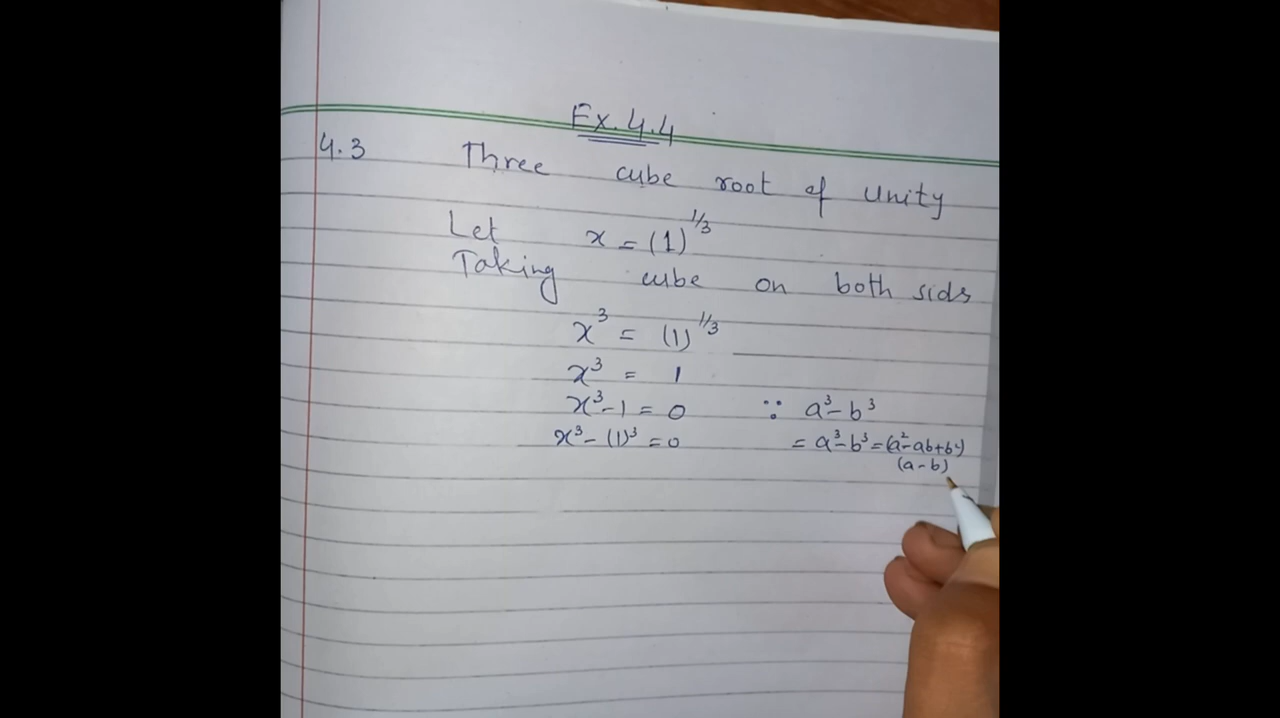 Ex. 4.4
4.3 Three cube root of Unity
Let x = (1)^1/3
Taking cube on both sids
x^3 = (1)^1/3
x^3 = 1
x^3 - 1 = 0 ∵ a^3 - b^3
x^3 - (1)^3 = 0 = a^3 - b^3 = (a^2 - ab + b^2)
(a - b)